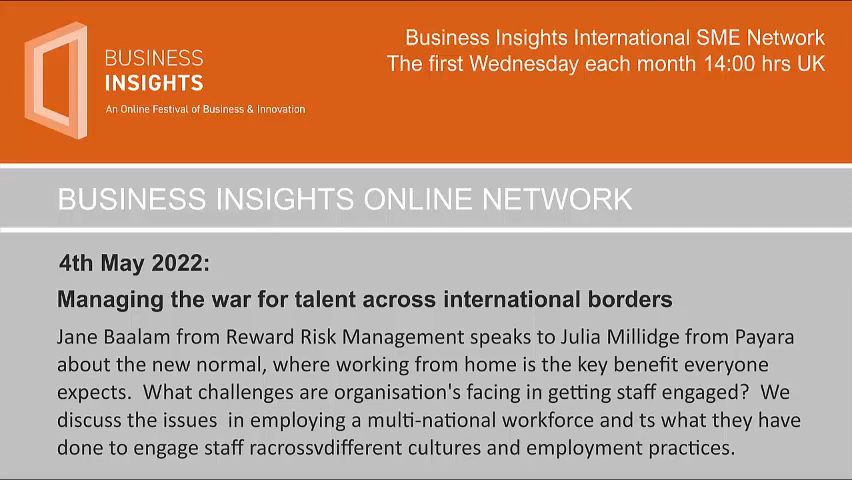 BUSINESS
INSIGHTS
An Online Festival of Business & Innovation
Business Insights International SME Network
The first Wednesday each month 14:00 hrs UK
BUSINESS INSIGHTS ONLINE NETWORK
4th May 2022:
Managing the war for talent across international borders
Jane Baalam from Reward Risk Management speaks to Julia Millidge from Payara
about the new normal, where working from home is the key benefit everyone
expects.  What challenges are organisation's facing in getting staff engaged?  We
discuss the issues  in employing a multi-national workforce and ts what they have
done to engage staff racrossvdifferent cultures and employment practices.